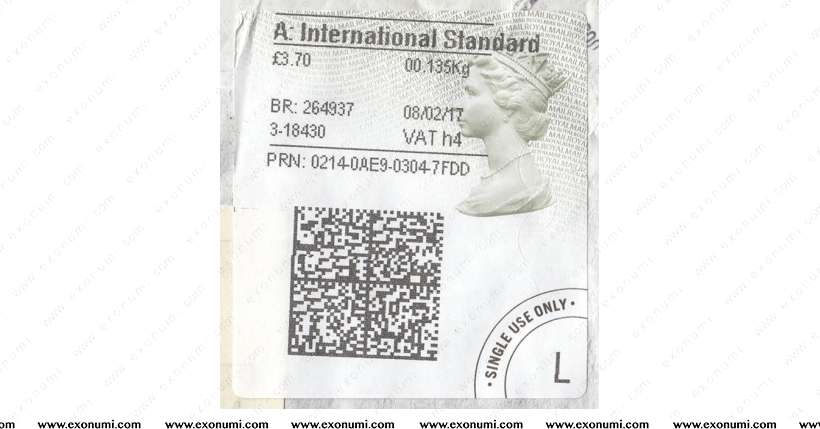 A: International Standard
£3.70 00.135Kg
BR: 264937 08/02/17
3-18430 VAT h4
PRN: 0214-0AE9-0304-7FDD
• SINGLE USE ONLY •
L
www.exonumi.com www.exonumi.com www.exonumi.com www.exonumi.com www.exonumi.com www.exonumi.com